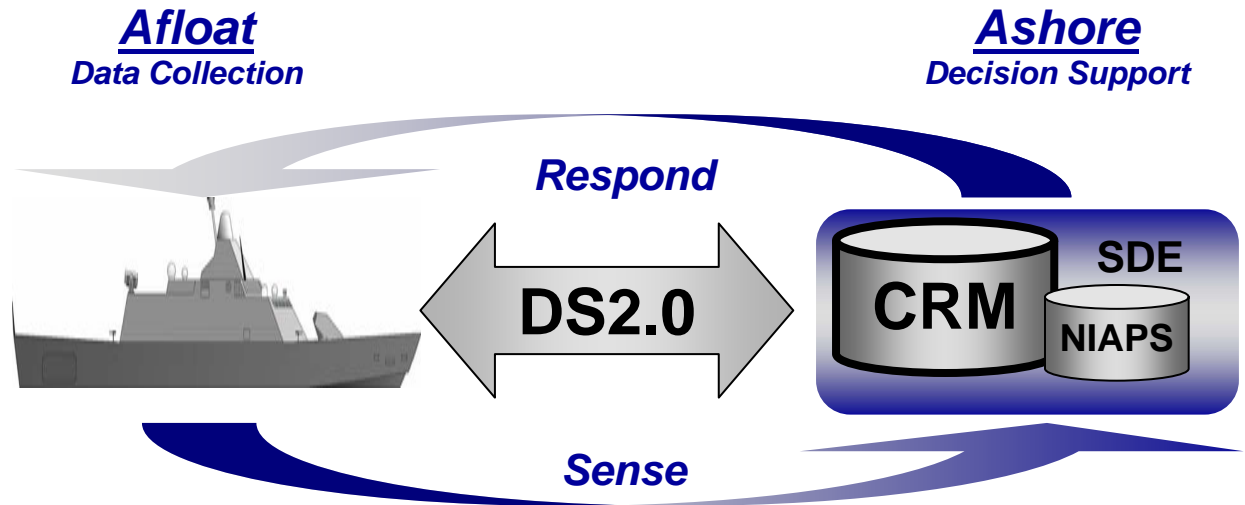 Afloat
Data Collection
Ashore
Decision Support
Respond
DS2.0
CRM
SDE
NIAPS
Sense